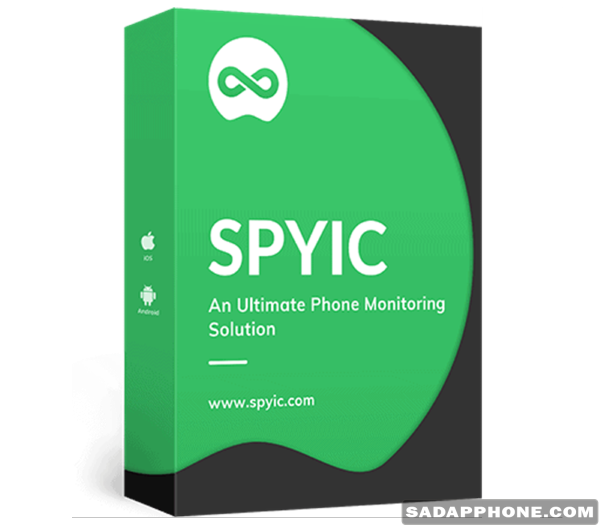 SPYIC
An Ultimate Phone Monitoring
Solution
www.spyic.com
iOS
Android
SADAPPHONE.COM